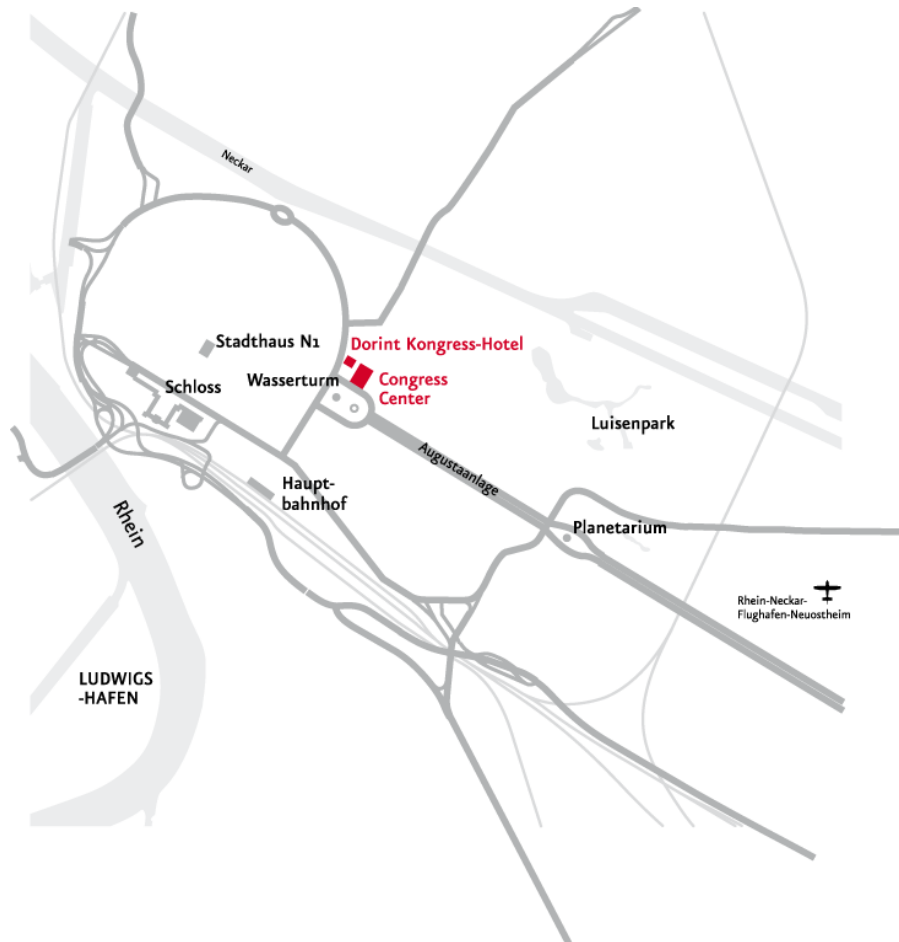 Neckar
Stadthaus N1
Dorint Kongress-Hotel
Wasserturm
Congress
Center
Schloss
Luisenpark
Augustaanlage
Haupt-
bahnhof
Rhein
Planetarium
Rhein-Neckar-
Flughafen-Neuostheim
LUDWIGS
-HAFEN